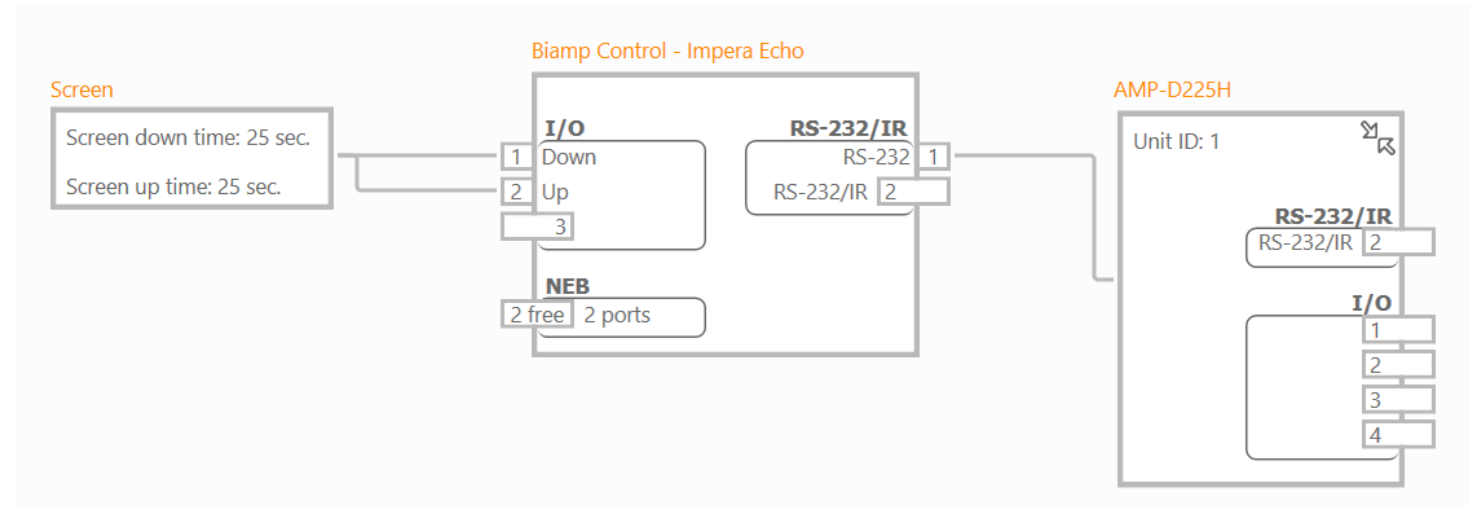 Screen
Screen down time: 25 sec.
Screen up time: 25 sec.
Biamp Control - Impera Echo
I/O
1 Down
2 Up
3
NEB
2 free 2 ports
RS-232/IR
RS-232 1
RS-232/IR 2
AMP-D225H
Unit ID: 1
RS-232/IR
RS-232/IR 2
I/O
1
2
3
4